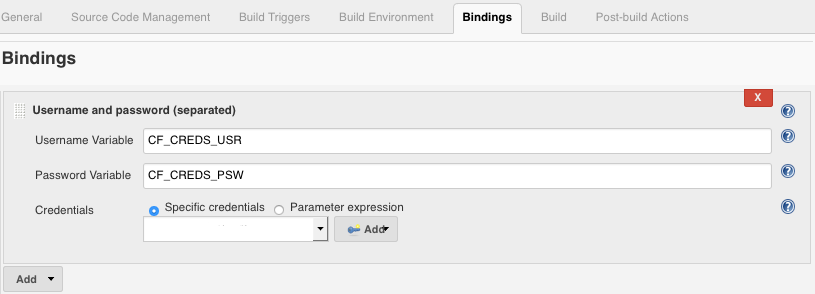 General Source Code Management Build Triggers Build Environment Bindings Build Post-build Actions
Bindings
Username and password (separated)
X
Username Variable CF_CREDS_USR
Password Variable CF_CREDS_PSW
Credentials Specific credentials Parameter expression
Add
Add